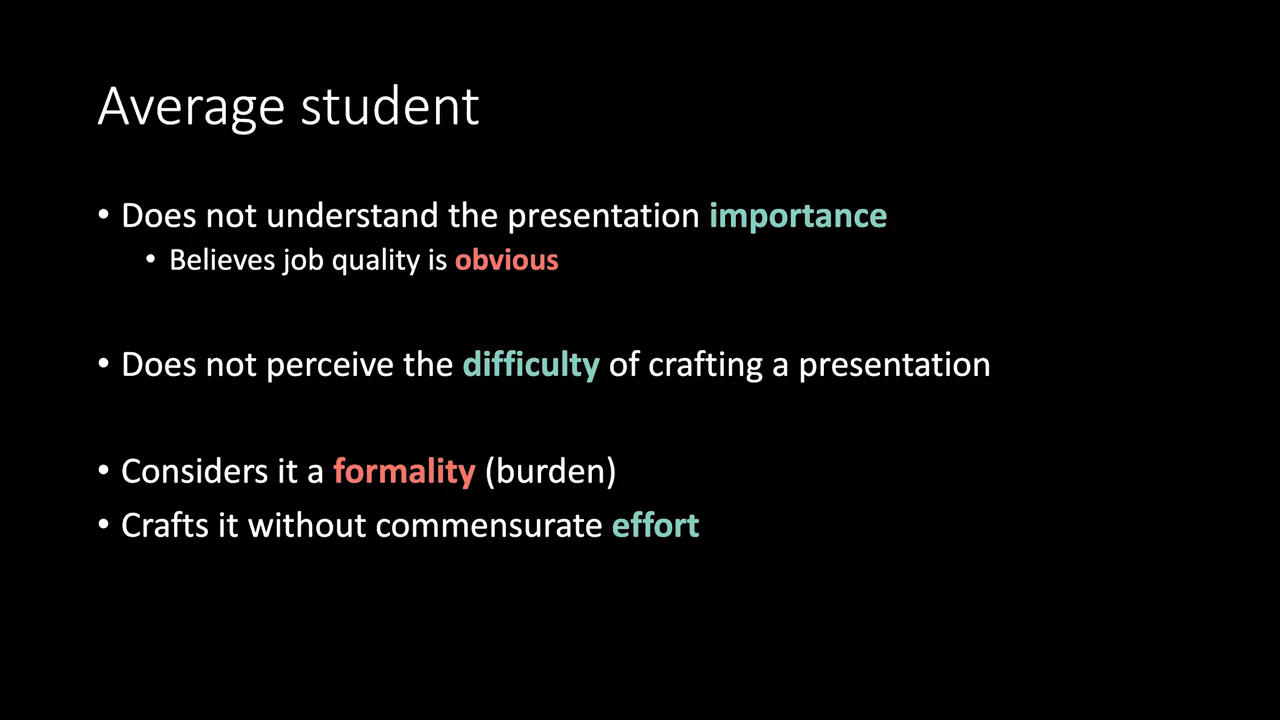 Average student
• Does not understand the presentation importance
• Believes job quality is obvious
• Does not perceive the difficulty of crafting a presentation
• Considers it a formality (burden)
• Crafts it without commensurate effort